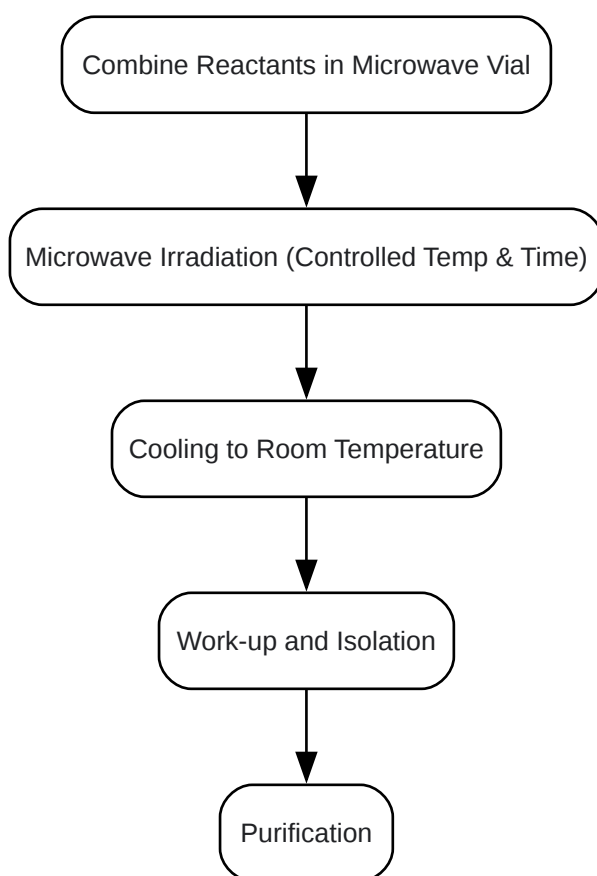 Combine Reactants in Microwave Vial
Microwave Irradiation (Controlled Temp & Time)
Cooling to Room Temperature
Work-up and Isolation
Purification